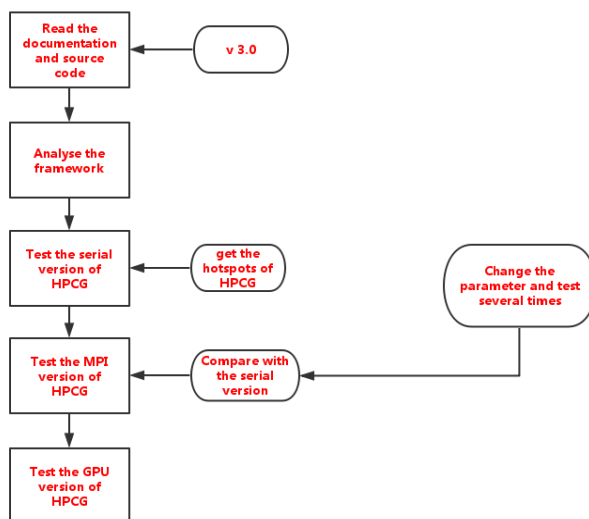 Read the
documentation
and source
code
v 3.0
Analyse the
framework
Test the serial
version of
HPCG
get the
hotspots of
HPCG
Change the
parameter and test
several times
Test the MPI
version of
HPCG
Compare with
the serial
version
Test the GPU
version of
HPCG